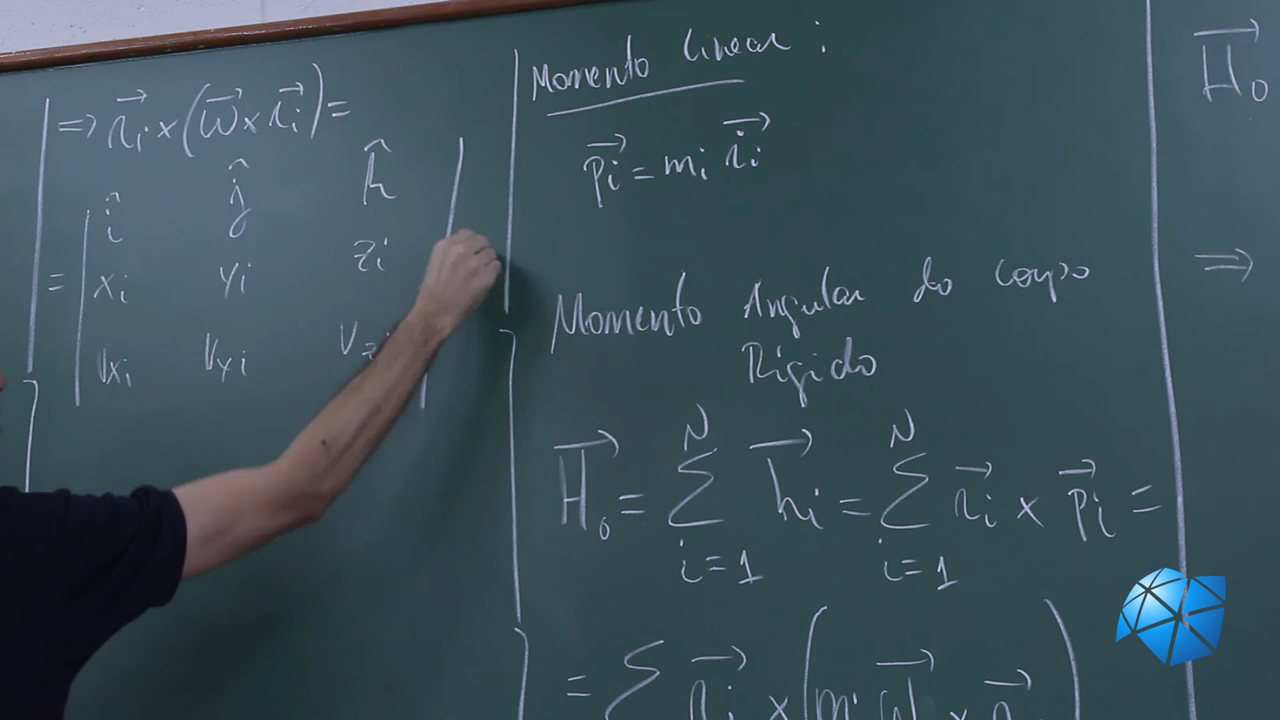 ⇒ r⃗i × (ω⃗ × r⃗i) =
î ĵ k̂
= xi yi zi
Vxi Vyi Vzi
Momento Linear :
p⃗i = mi ṙ⃗i
Momento Angular do corpo
Rígido
H⃗o = N∑i=1 h⃗i = N∑i=1 r⃗i × p⃗i =
= ∑ r⃗i × (mi ω⃗ × r⃗
H⃗o
⇒